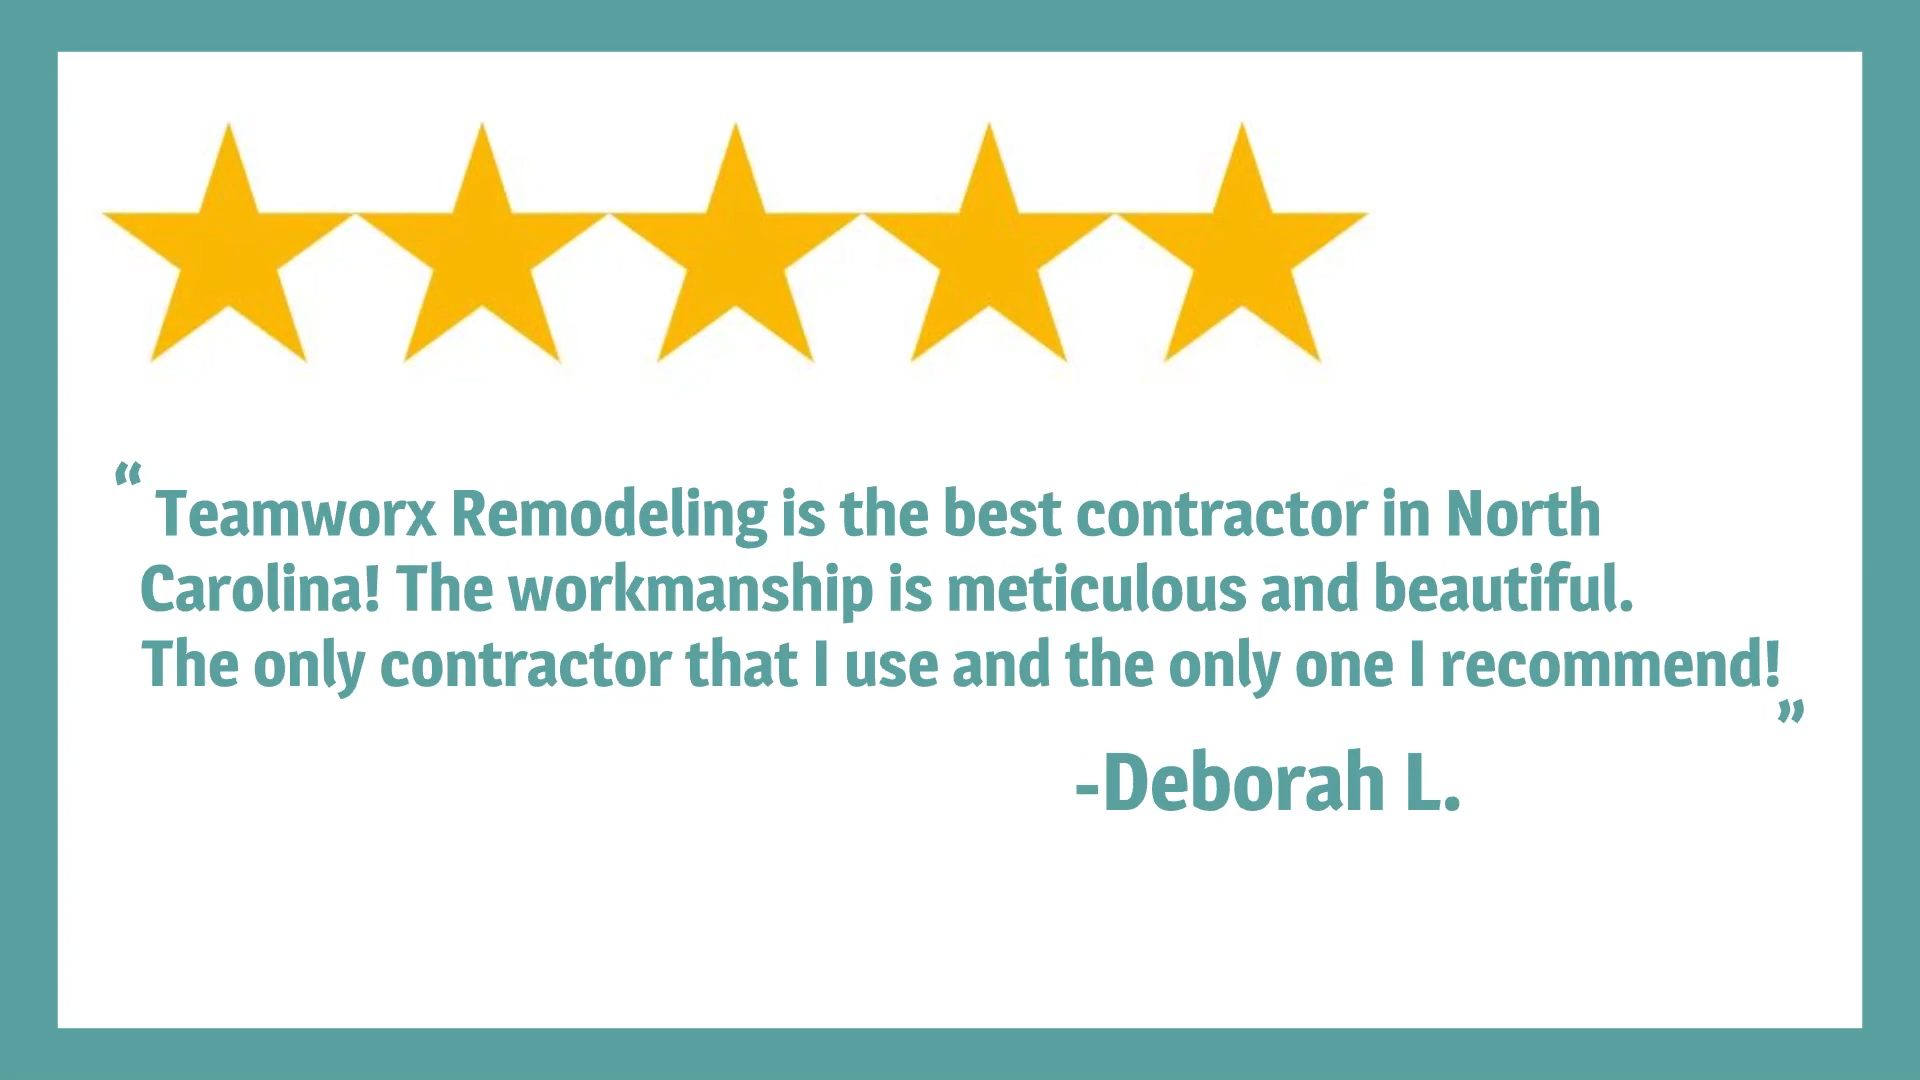 “ Teamworx Remodeling is the best contractor in North
Carolina! The workmanship is meticulous and beautiful.
The only contractor that I use and the only one I recommend!
”
-Deborah L.